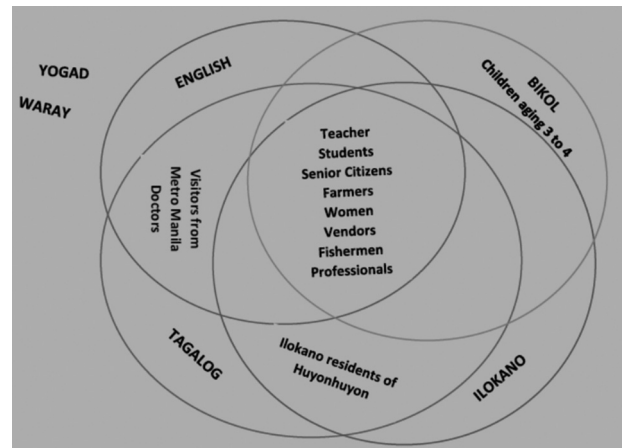 YOGAD
WARAY
ENGLISH
BIKOL
Children aging 3 to 4
Teacher
Students
Senior Citizens
Farmers
Women
Vendors
Fishermen
Professionals
Visitors from
Metro Manila
Doctors
TAGALOG
Ilokano residents of
Huyonhuyon
ILOKANO